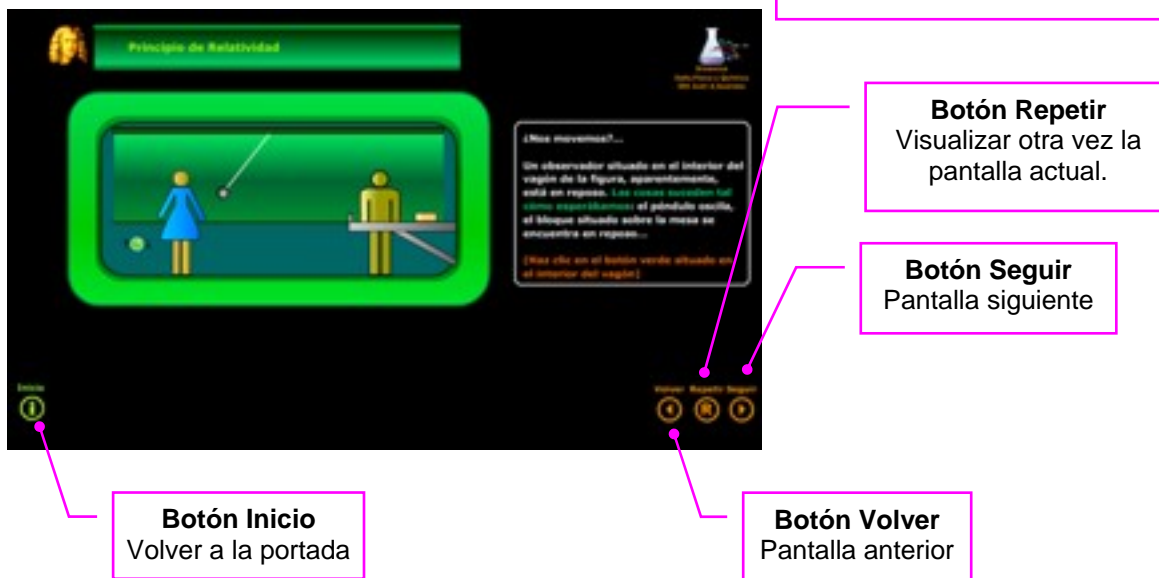 Principio de Relatividad
¿Nos movemos?...
Un observador situado en el interior del
vagón de la figura, aparentemente,
está en reposo. Las cosas suceden tal
cómo esperábamos: el péndulo oscila,
el bloque situado sobre la mesa se
encuentra en reposo...
[Haz clic en el botón verde situado en
el interior del vagón]
Botón Repetir
Visualizar otra vez la
pantalla actual.
Botón Seguir
Pantalla siguiente
Inicio
Volver Repetir Seguir
R
Botón Inicio
Volver a la portada
Botón Volver
Pantalla anterior